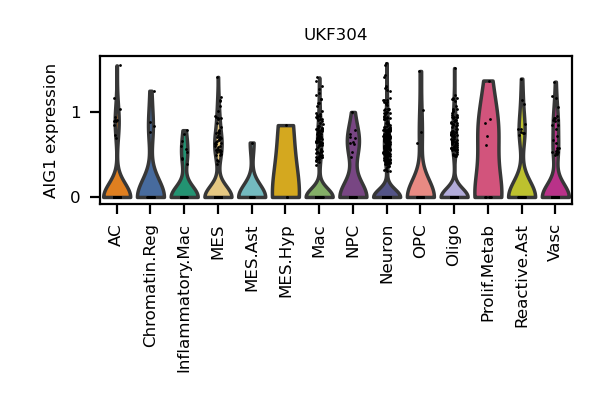 UKF304
AIG1 expression
1
0
AC
Chromatin.Reg
Inflammatory.Mac
MES
MES.Ast
MES.Hyp
Mac
NPC
Neuron
OPC
Oligo
Prolif.Metab
Reactive.Ast
Vasc